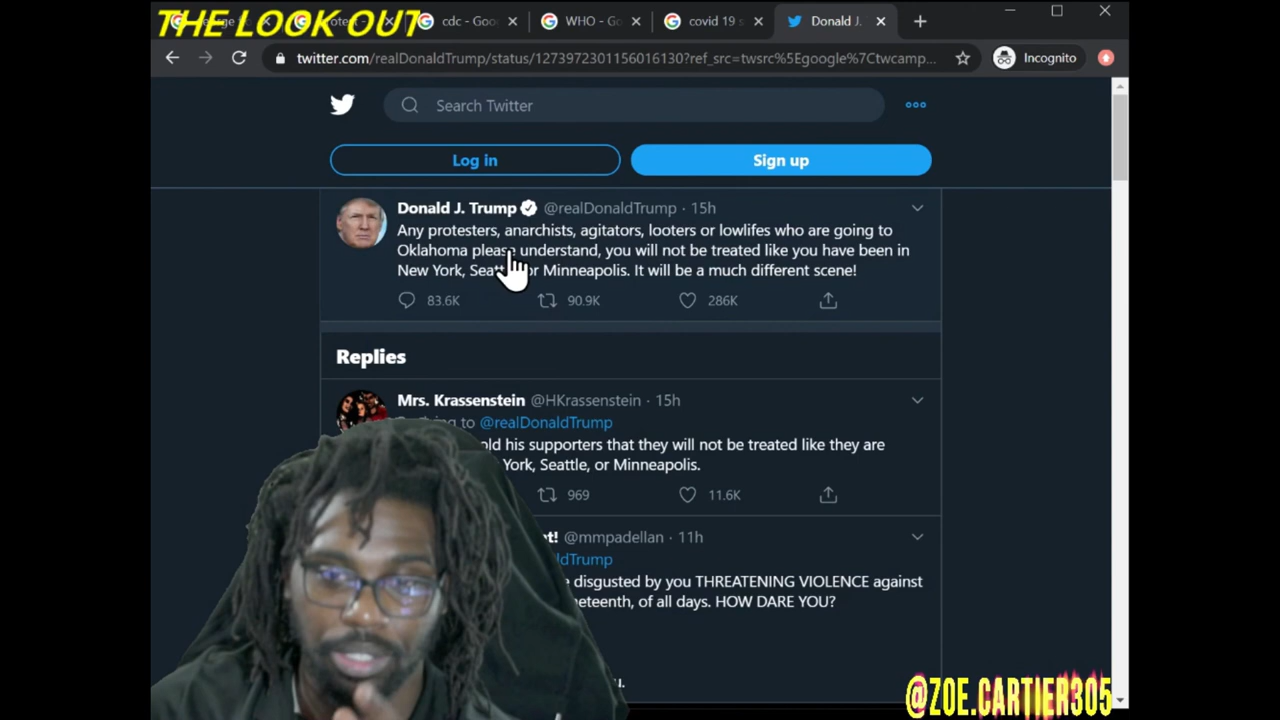 THE LOOK OUT
cdc - Goo
WHO - Go
covid 19 s
Donald J.
twitter.com/realDonaldTrump/status/1273972301156016130?ref_src=twsrc%5Egoogle%7Ctwcamp...
Incognito
Search Twitter
Log in
Sign up
Donald J. Trump @realDonaldTrump · 15h
Any protesters, anarchists, agitators, looters or lowlifes who are going to
Oklahoma please understand, you will not be treated like you have been in
New York, Seat or Minneapolis. It will be a much different scene!
83.6K 90.9K 286K
Replies
Mrs. Krassenstein @HKrassenstein · 15h
to @realDonaldTrump
old his supporters that they will not be treated like they are
York, Seattle, or Minneapolis.
969 11.6K
t! @mmpadellan · 11h
ldTrump
e disgusted by you THREATENING VIOLENCE against
neteenth, of all days. HOW DARE YOU?
u.
@ZOE.CARTIER305